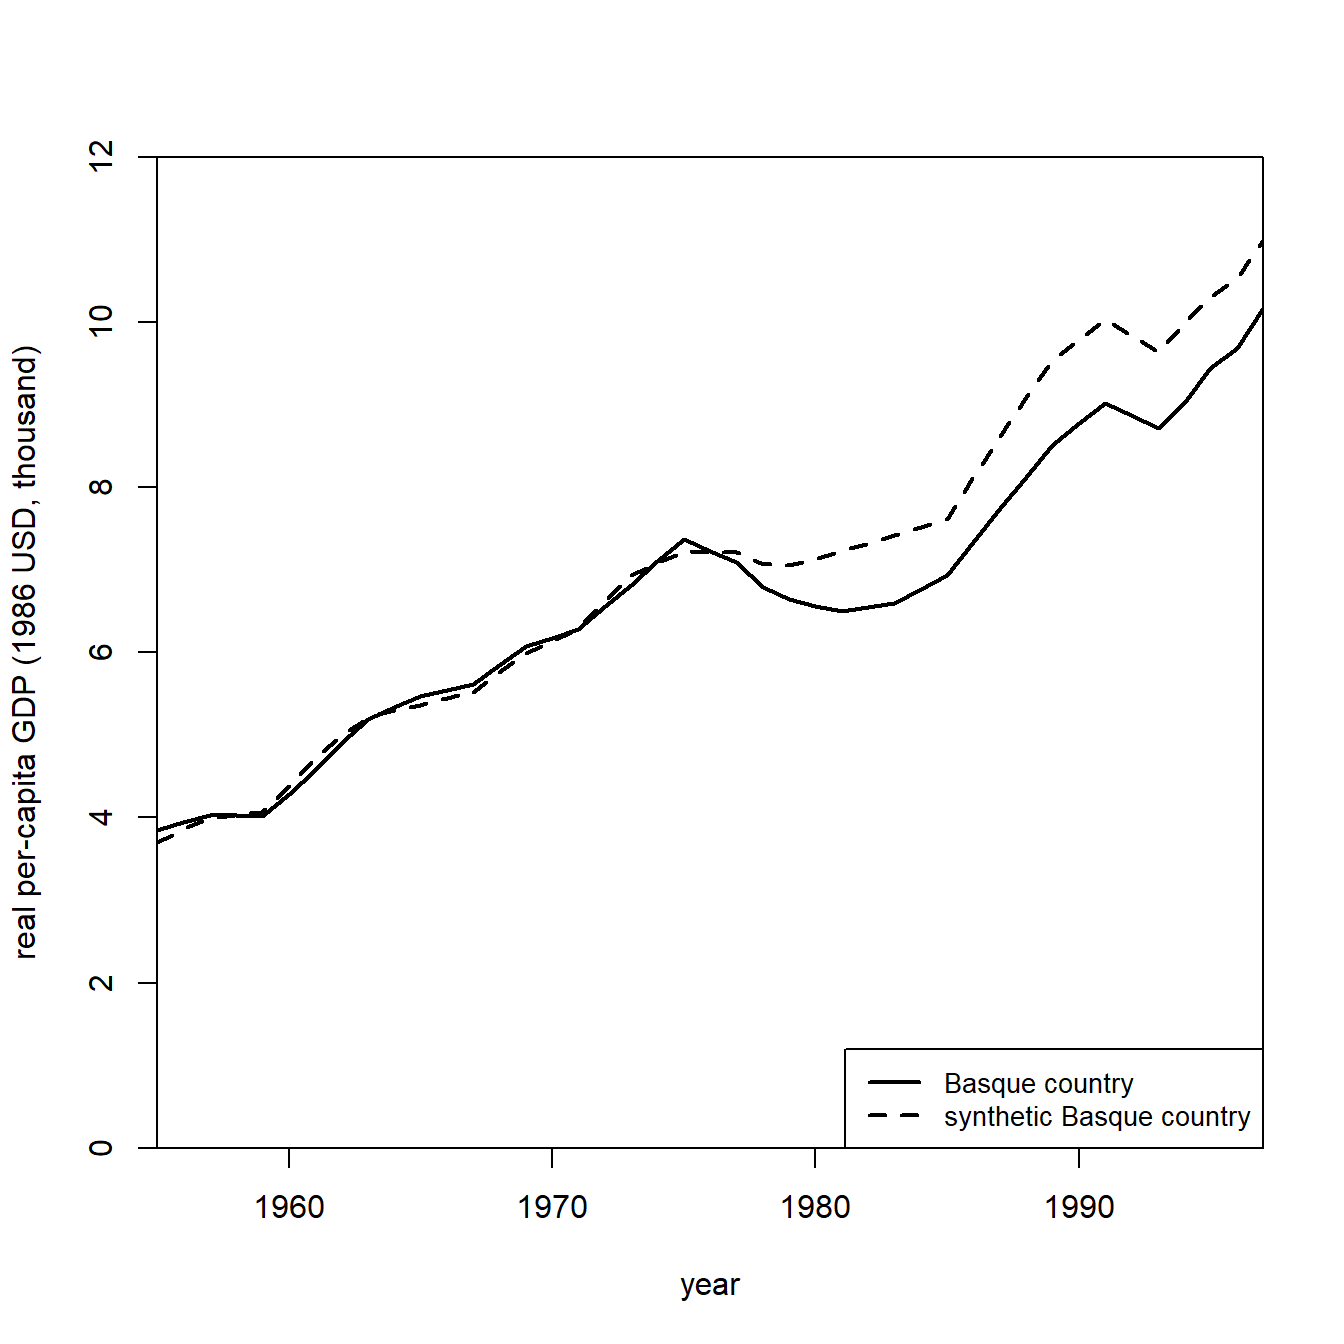 12
10
8
6
4
2
0
real per-capita GDP (1986 USD, thousand)
Basque country
synthetic Basque country
1960 1970 1980 1990
year